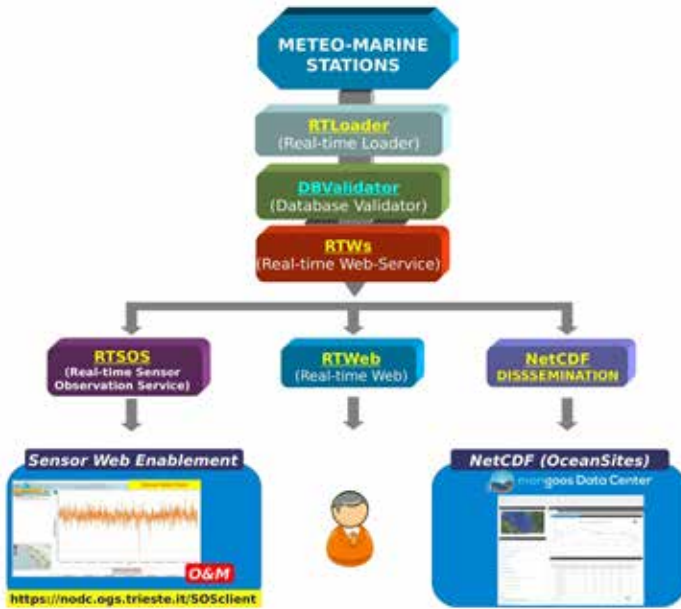 METEO-MARINE
STATIONS
RTLoader
(Real-time Loader)
DBValidator
(Database Validator)
RTWs
(Real-time Web-Service)
RTSOS
(Real-time Sensor
Observation Service)
RTWeb
(Real-time Web)
NetCDF
DISSSEMINATION
Sensor Web Enablement
O&M
https://nodc.ogs.trieste.it/SOSclient
NetCDF (OceanSites)
mongoos Data Center